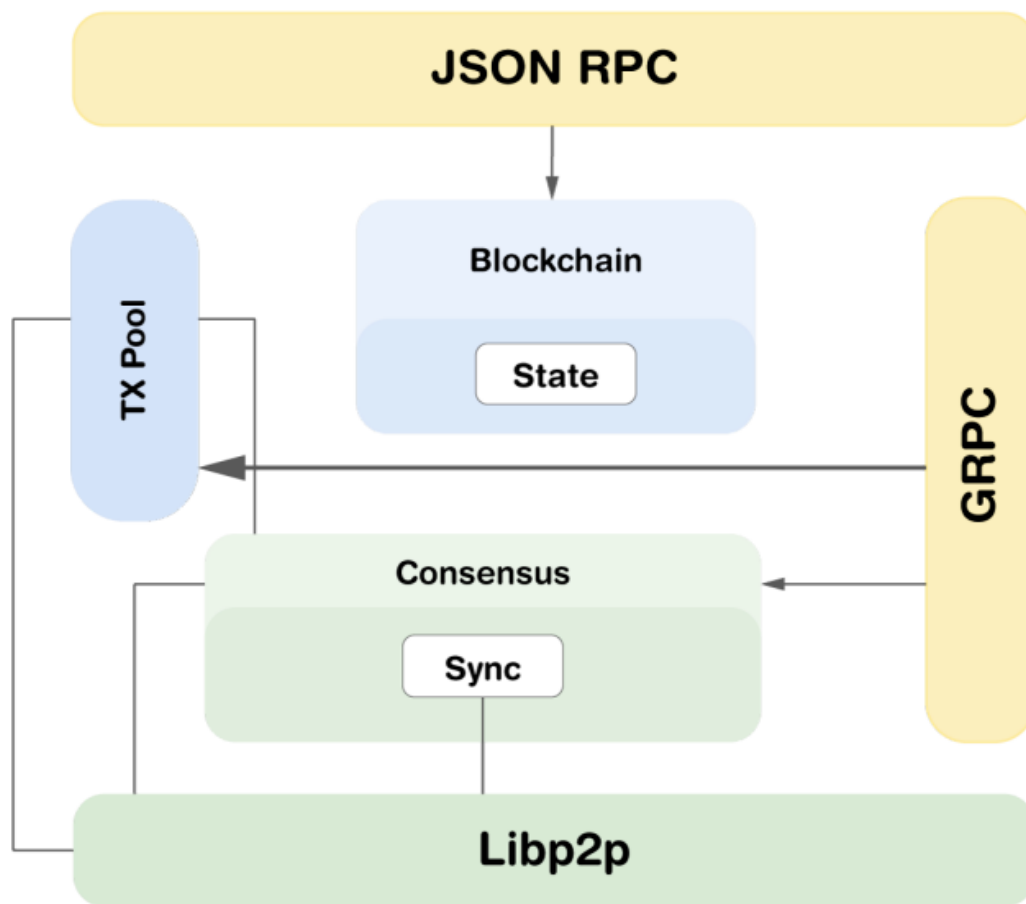 JSON RPC
Blockchain
State
TX Pool
GRPC
Consensus
Sync
Libp2p